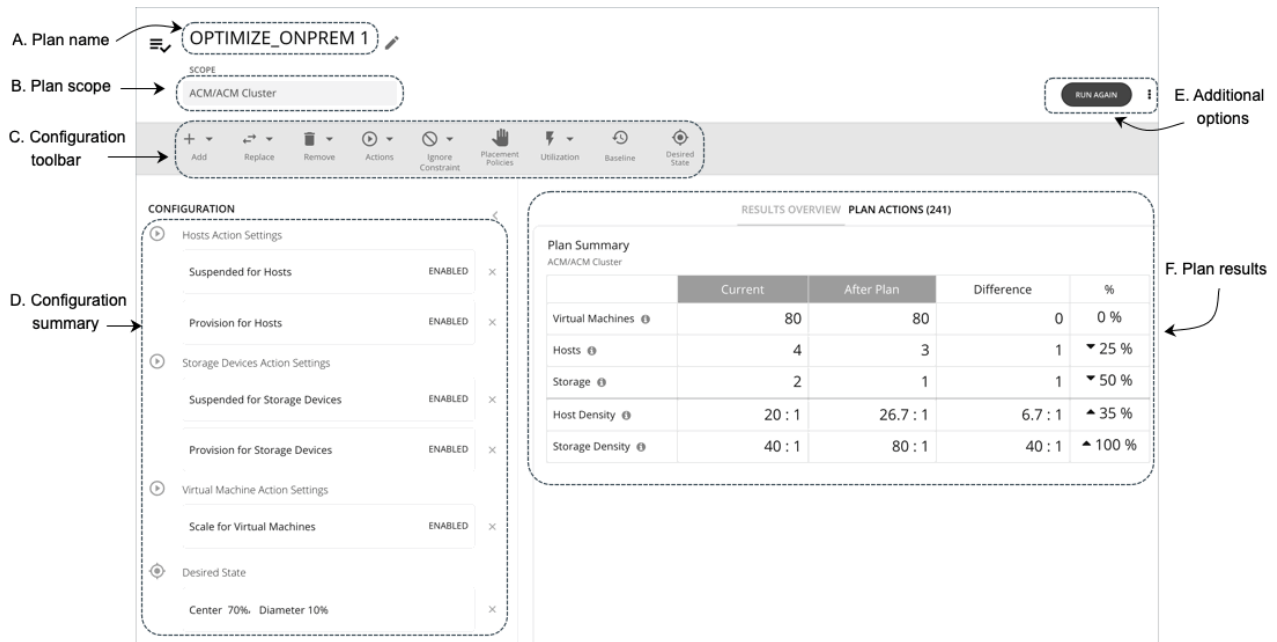 A. Plan name
OPTIMIZE_ONPREM 1
B. Plan scope
SCOPE
ACM/ACM Cluster
RUN AGAIN
E. Additional
options
C. Configuration
toolbar
Add
Replace
Remove
Actions
Ignore
Constraint
Placement
Policies
Utilization
Baseline
Desired
State
D. Configuration
summary
CONFIGURATION
Hosts Action Settings
Suspended for Hosts ENABLED
Provision for Hosts ENABLED
Storage Devices Action Settings
Suspended for Storage Devices ENABLED
Provision for Storage Devices ENABLED
Virtual Machine Action Settings
Scale for Virtual Machines ENABLED
Desired State
Center 70%, Diameter 10%
RESULTS OVERVIEW PLAN ACTIONS (241)
Plan Summary
ACM/ACM Cluster
Current After Plan Difference %
Virtual Machines 80 80 0 0 %
Hosts 4 3 1 25 %
Storage 2 1 1 50 %
Host Density 20 : 1 26.7 : 1 6.7 : 1 35 %
Storage Density 40 : 1 80 : 1 40 : 1 100 %
F. Plan results